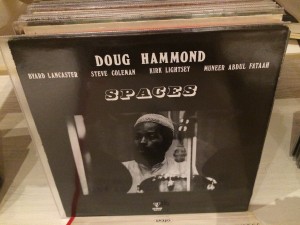 DOUG HAMMOND
BYARD LANCASTER STEVE COLEMAN KIRK LIGHTSEY MUNEER ABDUL FATAAH
SPACES